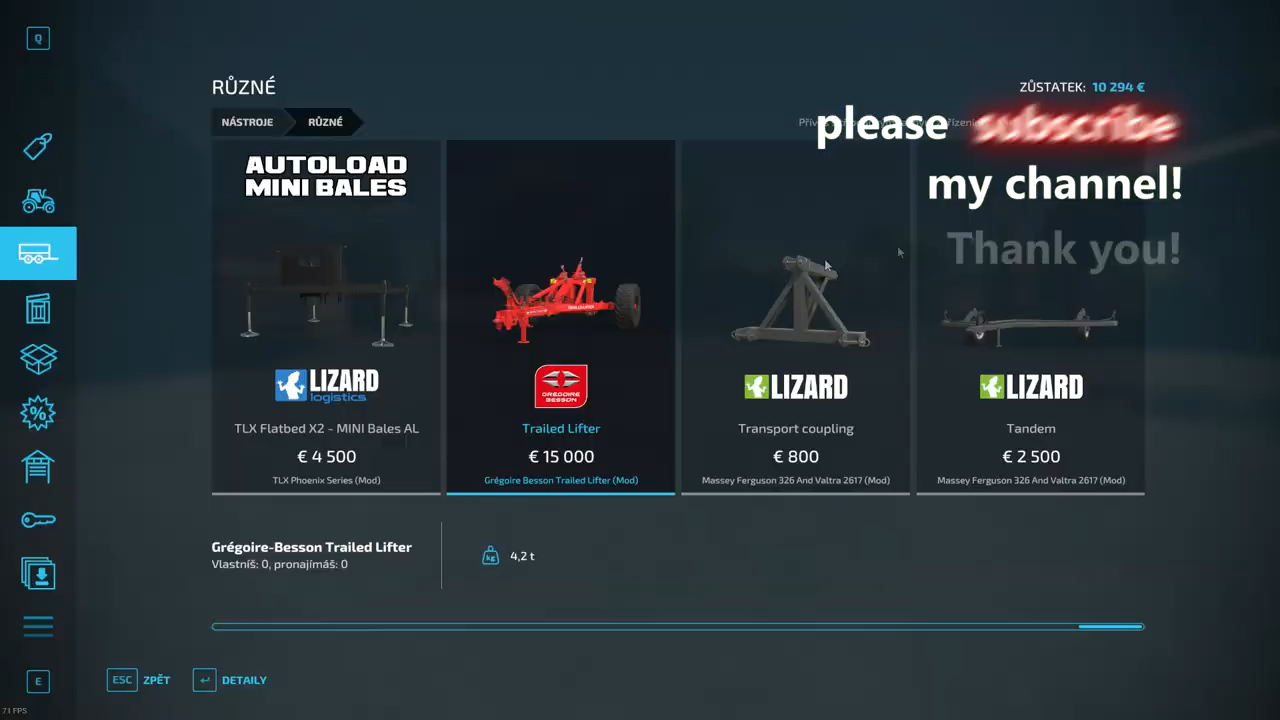 Q
RŮZNÉ
ZŮSTATEK: 10 294 €
NÁSTROJE
RŮZNÉ
please subscribe
my channel!
Thank you!
AUTOLOAD
MINI BALES
LIZARD
logistics
TLX Flatbed X2 - MINI Bales AL
€ 4 500
TLX Phoenix Series (Mod)
GRÉGOIRE
BESSON
Trailed Lifter
€ 15 000
Grégoire Besson Trailed Lifter (Mod)
LIZARD
Transport coupling
€ 800
Massey Ferguson 326 And Valtra 2617 (Mod)
LIZARD
Tandem
€ 2 500
Massey Ferguson 326 And Valtra 2617 (Mod)
Grégoire-Besson Trailed Lifter
Vlastníš: 0, pronajímáš: 0
kg
4,2 t
E
ESC ZPĚT
DETAILY
71 FPS